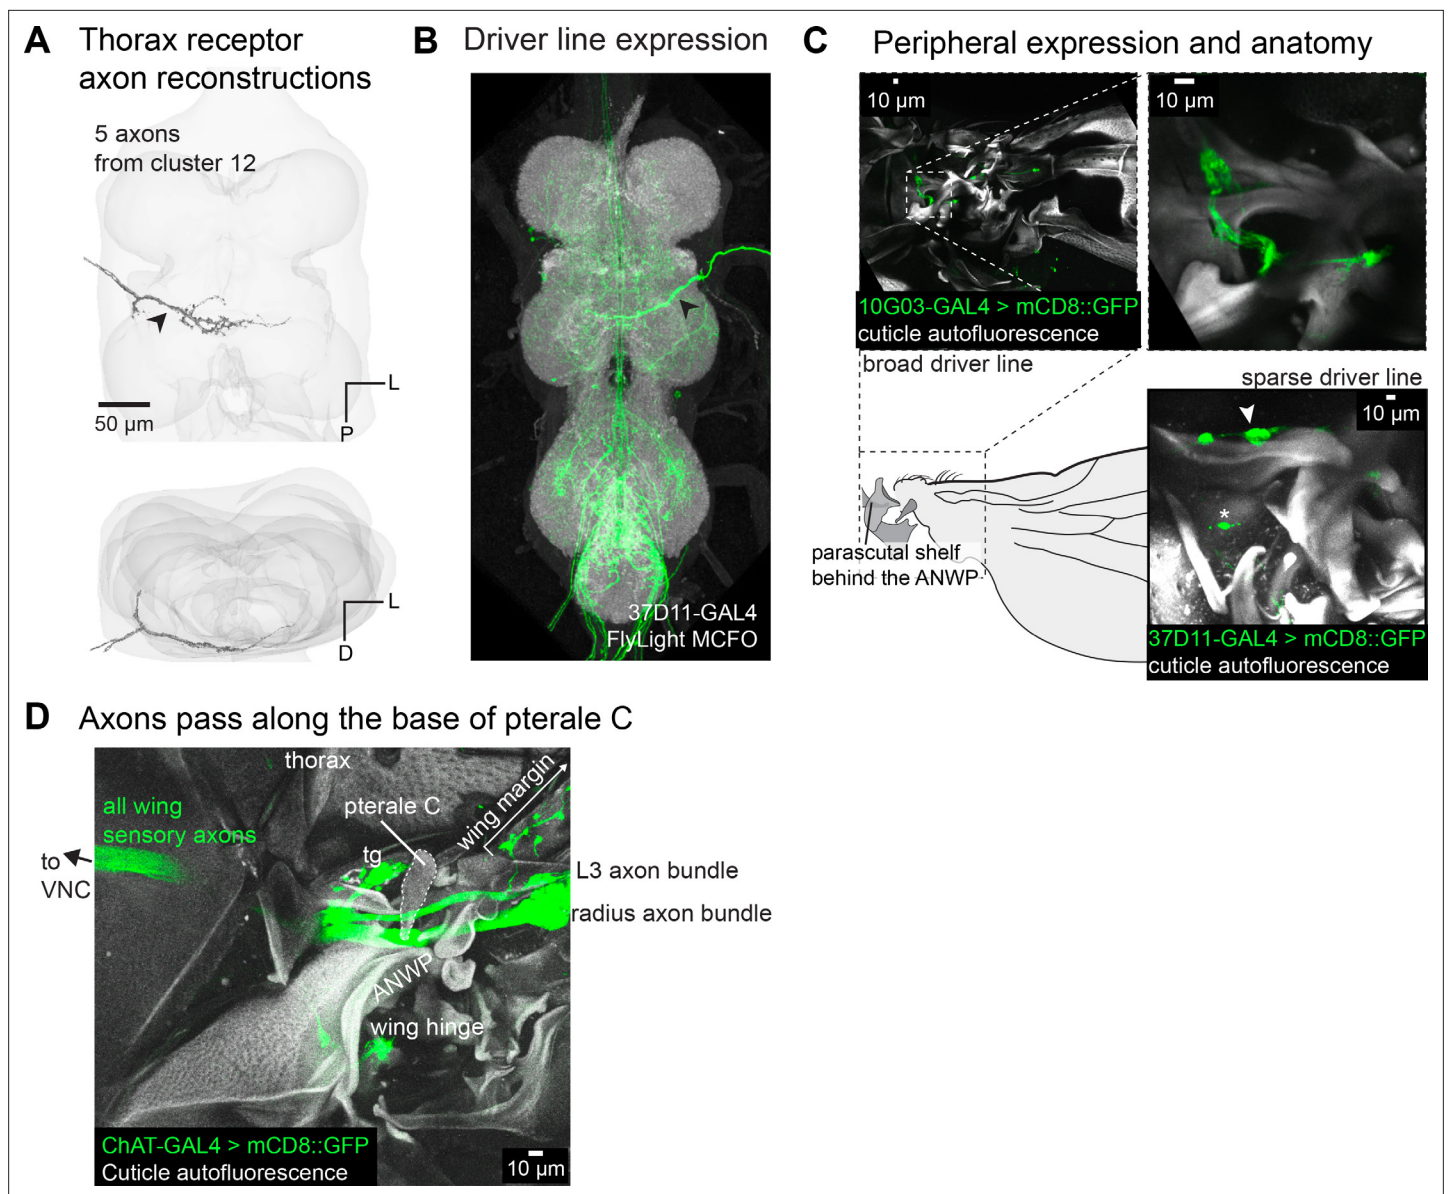 A Thorax receptor
axon reconstructions
5 axons
from cluster 12
L
P
50 µm
L
D
B Driver line expression
37D11-GAL4
FlyLight MCFO
C Peripheral expression and anatomy
10 µm
10G03-GAL4 > mCD8::GFP
cuticle autofluorescence
broad driver line
10 µm
sparse driver line
10 µm
*
37D11-GAL4 > mCD8::GFP
cuticle autofluorescence
parascutal shelf
behind the ANWP
D Axons pass along the base of pterale C
thorax
all wing
sensory axons
to
VNC
pterale C
tg
wing margin
L3 axon bundle
radius axon bundle
ANWP
wing hinge
ChAT-GAL4 > mCD8::GFP
Cuticle autofluorescence
10 µm